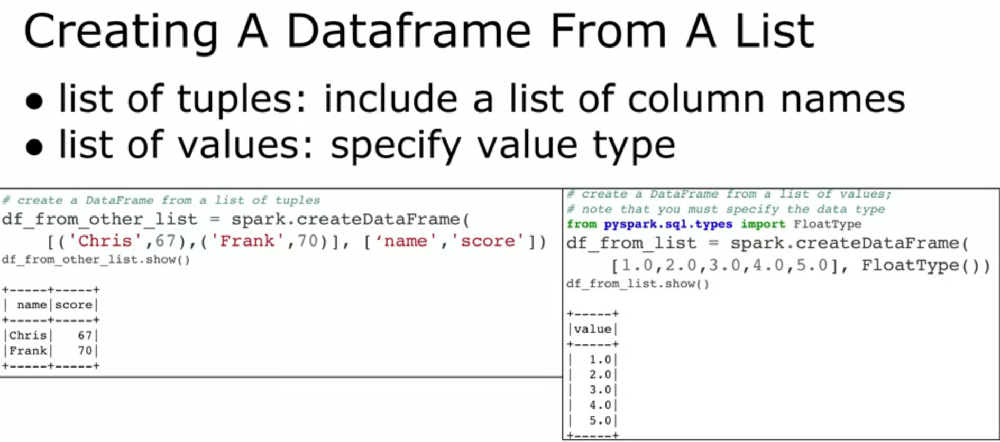 Creating A Dataframe From A List
● list of tuples: include a list of column names
● list of values: specify value type
# create a DataFrame from a list of tuples
df_from_other_list = spark.createDataFrame(
    [('Chris',67),('Frank',70)], [‘name','score'])
df_from_other_list.show()
+-----+-----+
| name|score|
+-----+-----+
|Chris|   67|
|Frank|   70|
+-----+-----+
# create a DataFrame from a list of values;
# note that you must specify the data type
from pyspark.sql.types import FloatType
df_from_list = spark.createDataFrame(
    [1.0,2.0,3.0,4.0,5.0], FloatType())
df_from_list.show()
+-----+
|value|
+-----+
|  1.0|
|  2.0|
|  3.0|
|  4.0|
|  5.0|
+-----+